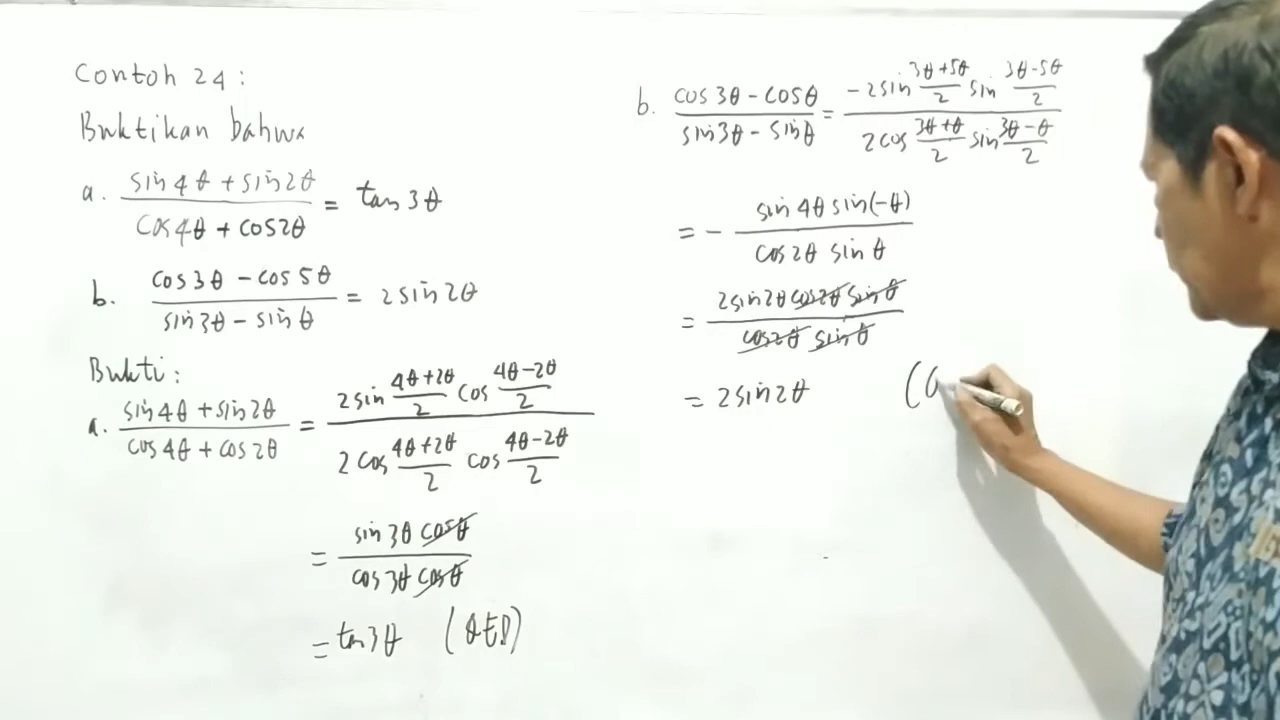 Contoh 24 :
Buktikan bahwa
a. (sin 4θ + sin 2θ)/(cos 4θ + cos 2θ) = tan 3θ
b. (cos 3θ - cos 5θ)/(sin 3θ - sin θ) = 2 sin 2θ
Bukti :
a. (sin 4θ + sin 2θ)/(cos 4θ + cos 2θ) = (2 sin (4θ+2θ)/2 cos (4θ-2θ)/2)/(2 cos (4θ+2θ)/2 cos (4θ-2θ)/2)
= (sin 3θ cos θ)/(cos 3θ cos θ)
= tan 3θ
b. (cos 3θ - cos θ)/(sin 3θ - sin θ) = (-2 sin (3θ+5θ)/2 sin (3θ-5θ)/2)/(2 cos (3θ+θ)/2 sin (3θ-θ)/2)
= - (sin 4θ sin(-θ))/(cos 2θ sin θ)
= (2 sin 2θ cos 2θ sin θ)/(cos 2θ sin θ)
= 2 sin 2θ